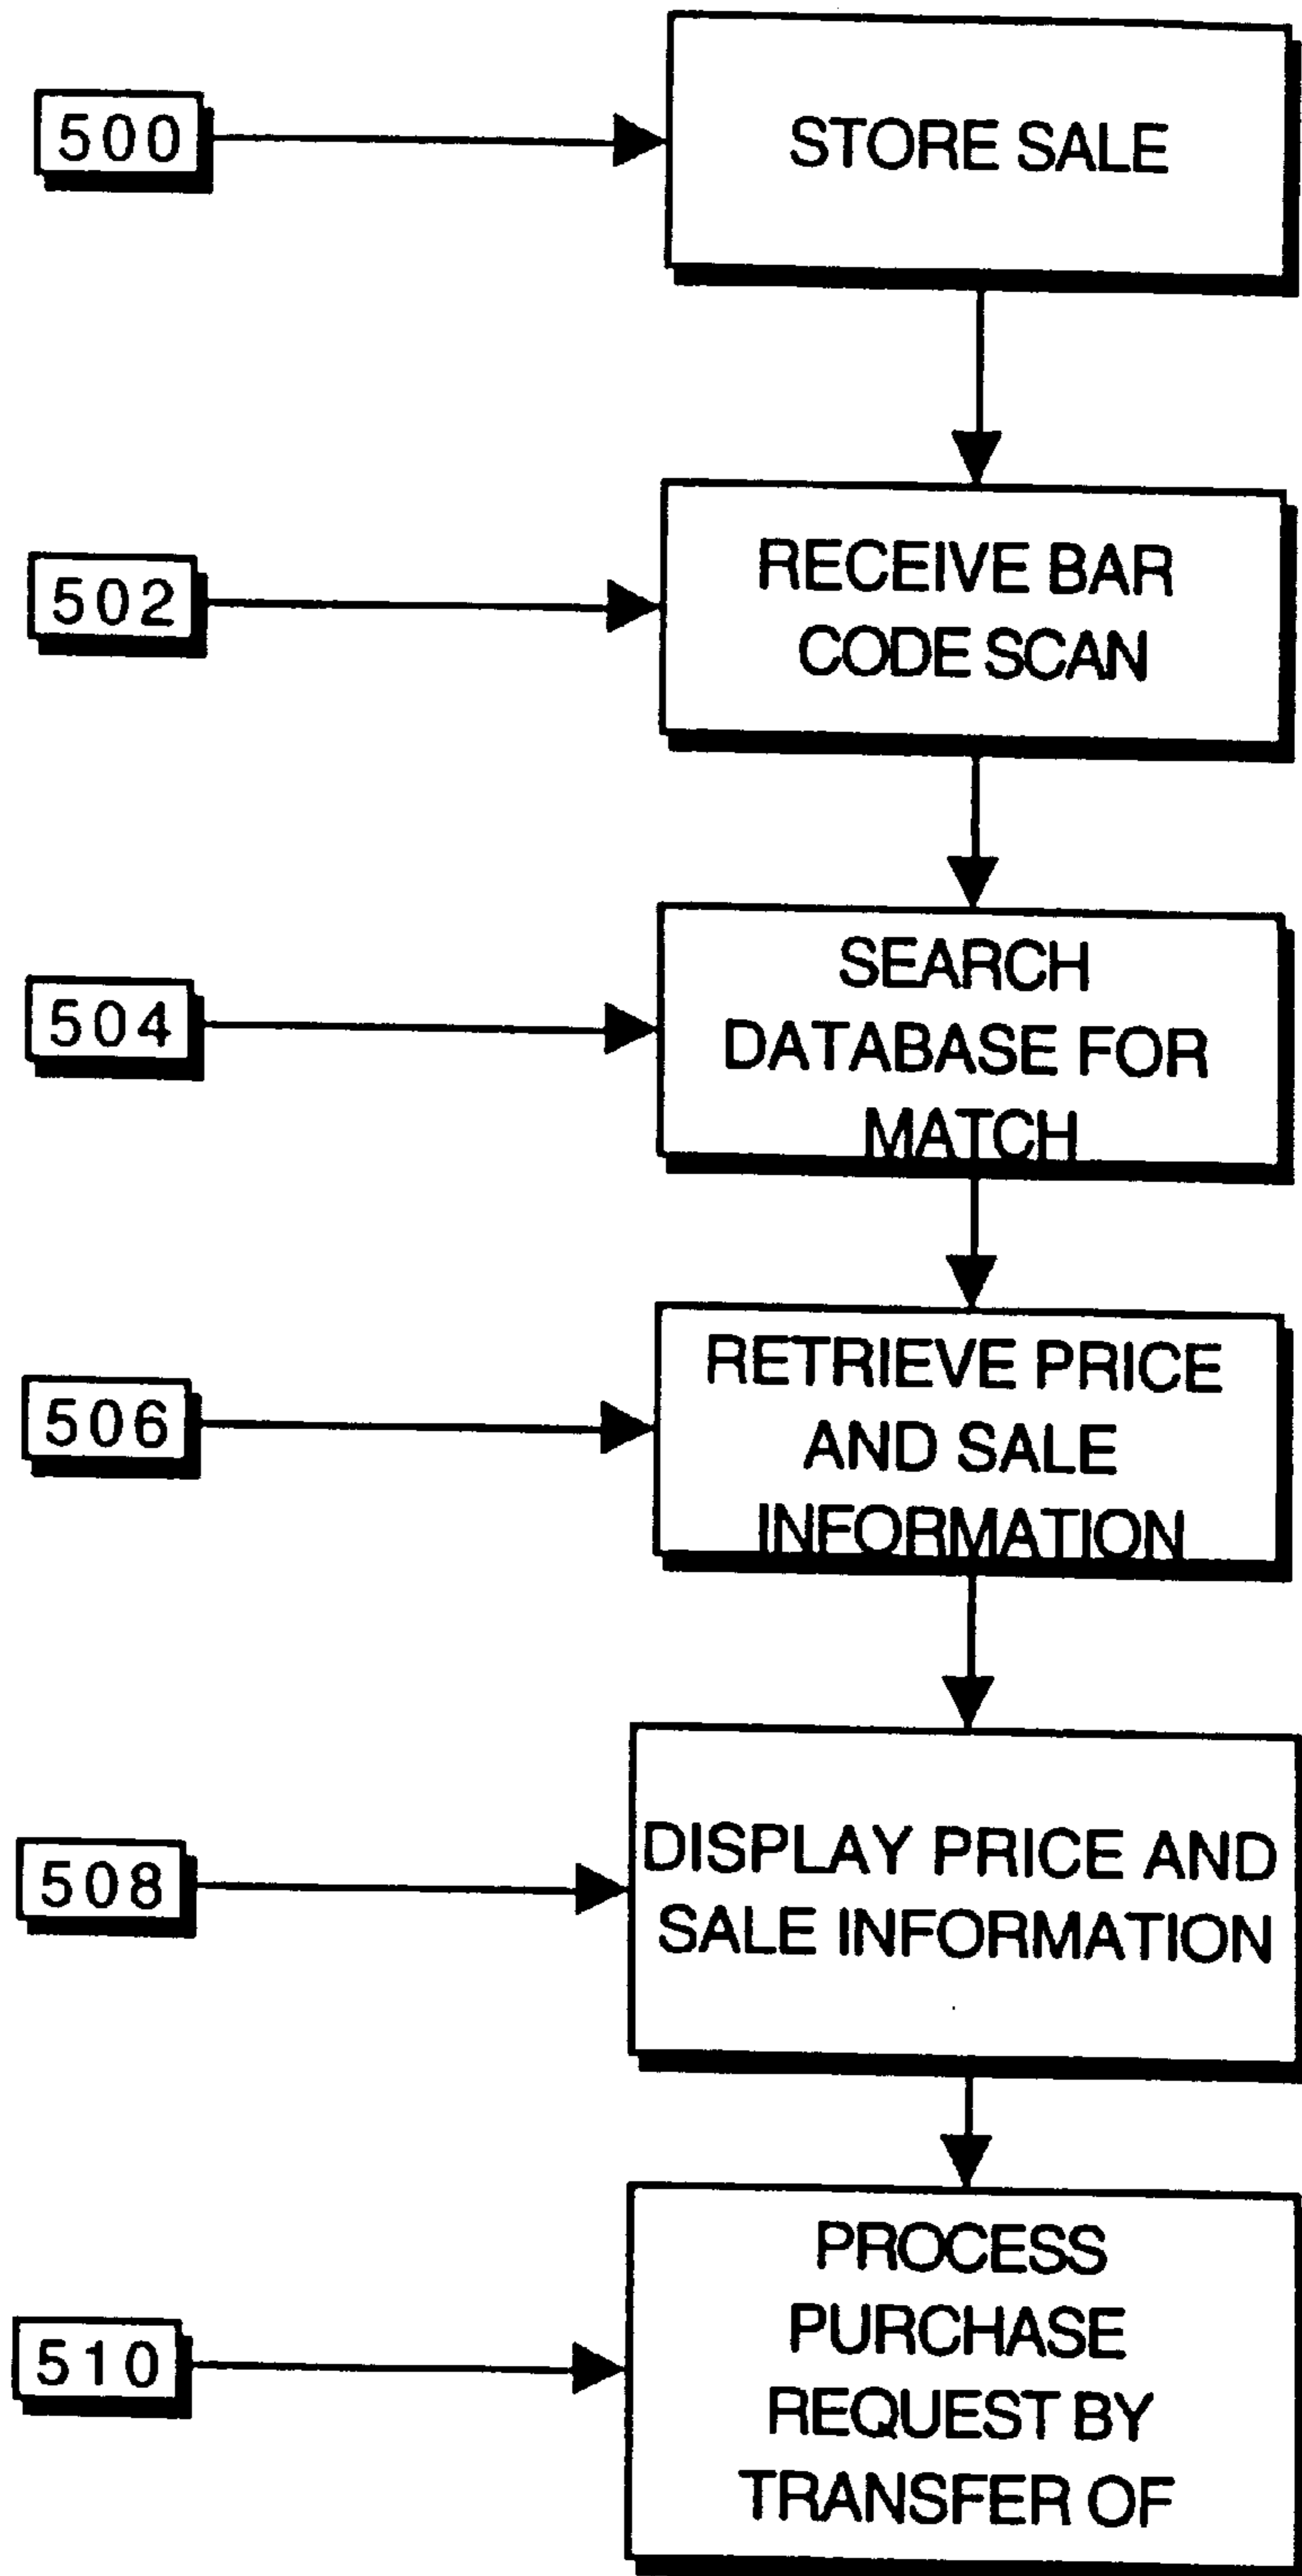 500
STORE SALE
502
RECEIVE BAR
CODE SCAN
504
SEARCH
DATABASE FOR
MATCH
506
RETRIEVE PRICE
AND SALE
INFORMATION
508
DISPLAY PRICE AND
SALE INFORMATION
510
PROCESS
PURCHASE
REQUEST BY
TRANSFER OF